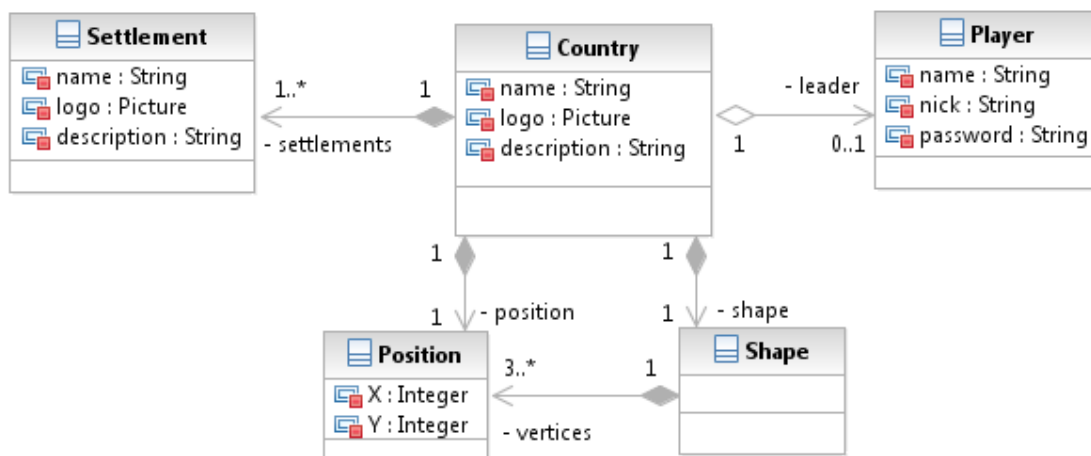 Settlement
name : String
logo : Picture
description : String
1..*
1
- settlements
Country
name : String
logo : Picture
description : String
- leader
1
0..1
Player
name : String
nick : String
password : String
1
1
- position
1
1
- shape
Position
X : Integer
Y : Integer
3..*
1
- vertices
Shape